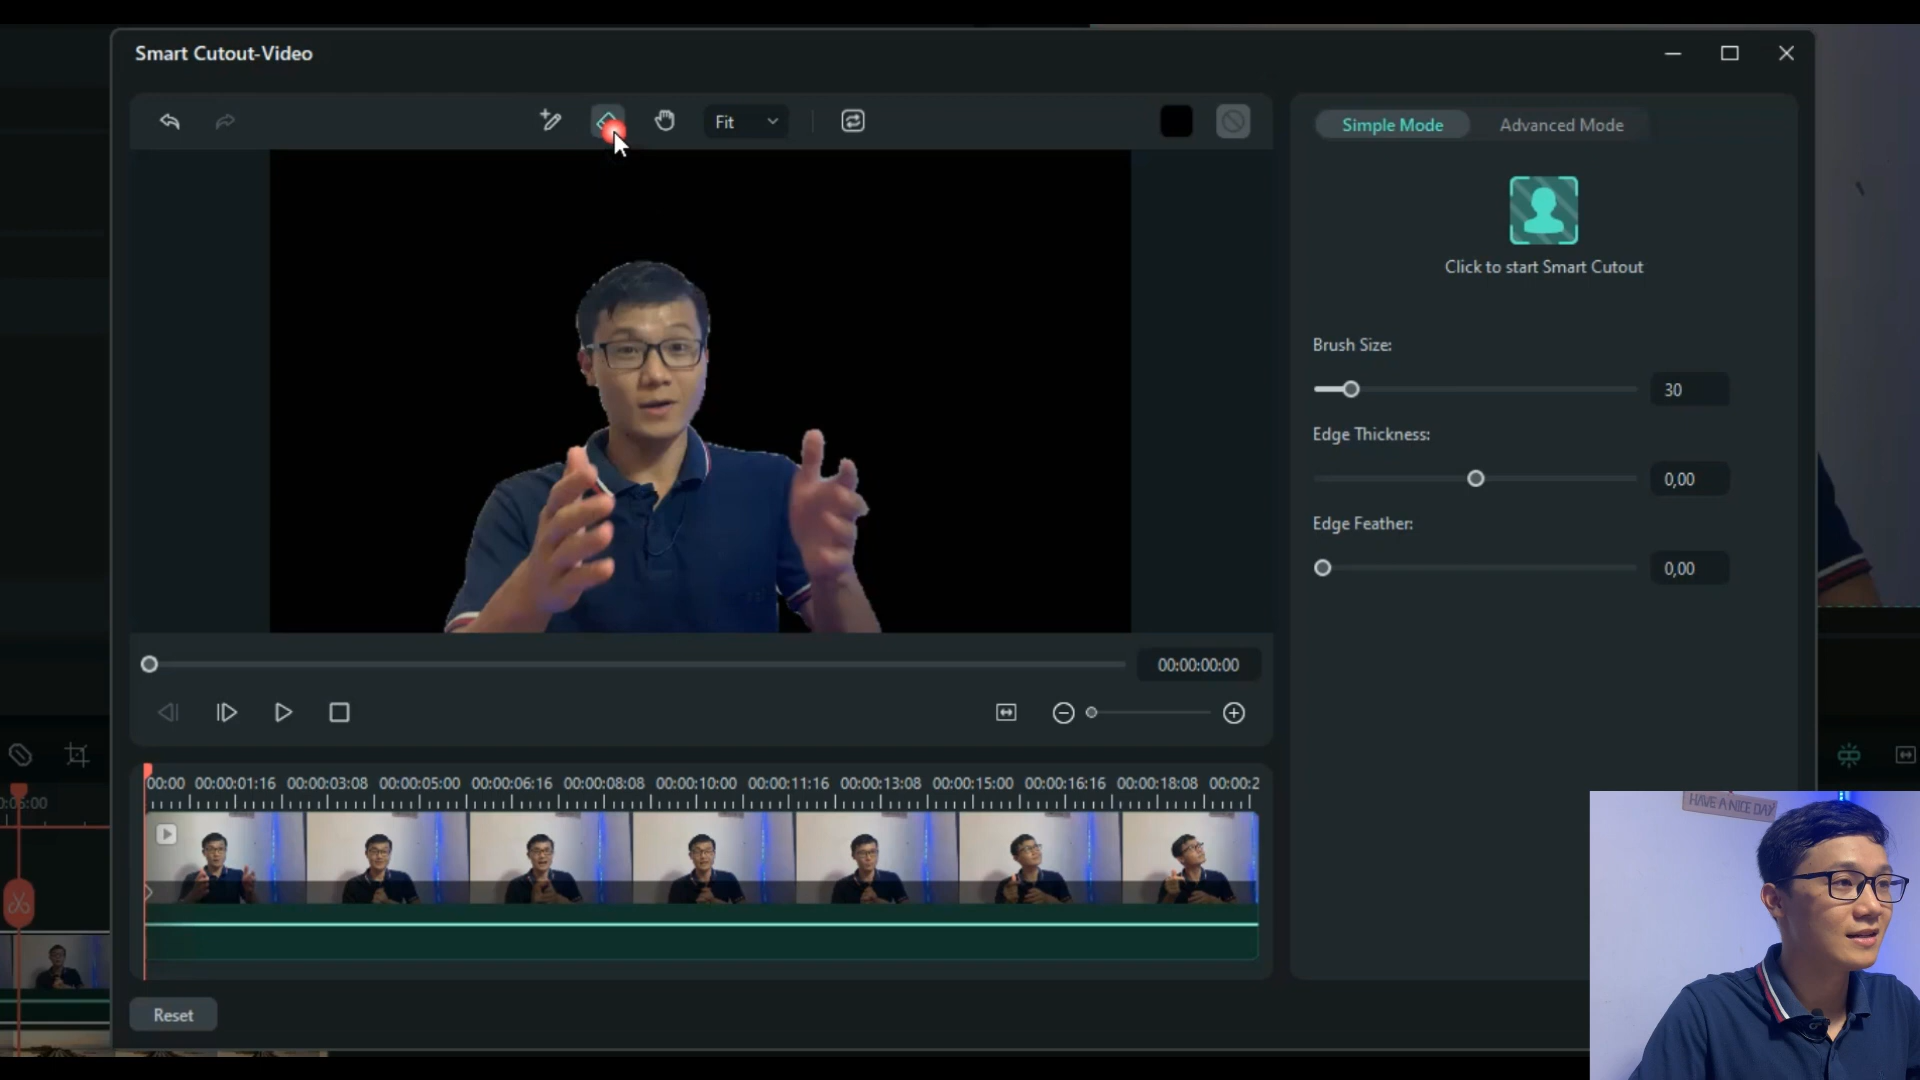 Smart Cutout-Video
Fit
Simple Mode
Advanced Mode
Click to start Smart Cutout
Brush Size:
30
Edge Thickness:
0,00
Edge Feather:
0,00
00:00:00:00
00:00 00:00:01:16 00:00:03:08 00:00:05:00 00:00:06:16 00:00:08:08 00:00:10:00 00:00:11:16 00:00:13:08 00:00:15:00 00:00:16:16 00:00:18:08 00:00:2
HAVE A NICE DAY
Reset